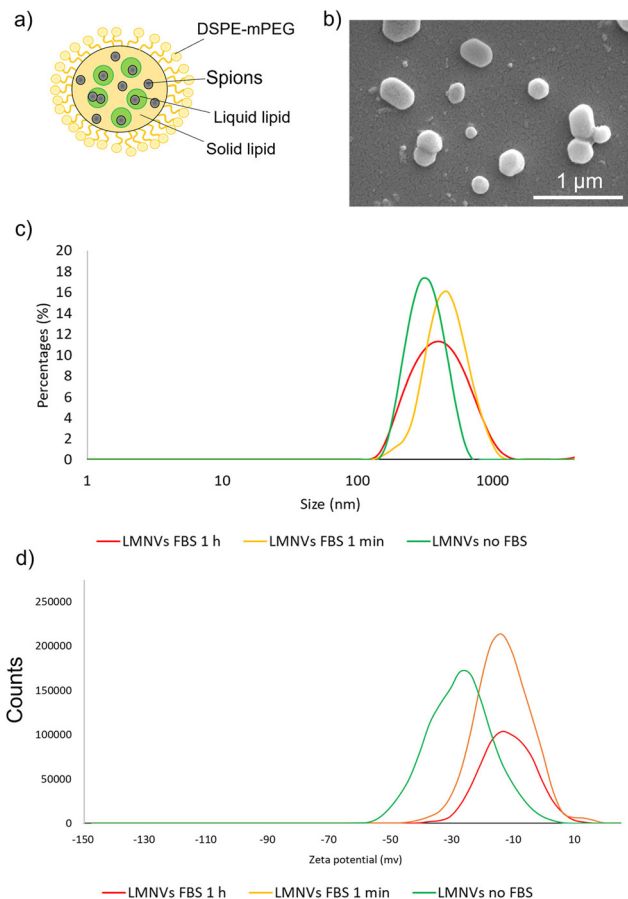 a)
DSPE-mPEG
Spions
Liquid lipid
Solid lipid
b)
1 µm
c)
Percentages (%)
20
18
16
14
12
10
8
6
4
2
0
1
10
100
1000
Size (nm)
LMNVs FBS 1 h
LMNVs FBS 1 min
LMNVs no FBS
d)
Counts
250000
200000
150000
100000
50000
0
-150
-130
-110
-90
-70
-50
-30
-10
10
Zeta potential (mv)
LMNVs FBS 1 h
LMNVs FBS 1 min
LMNVs no FBS